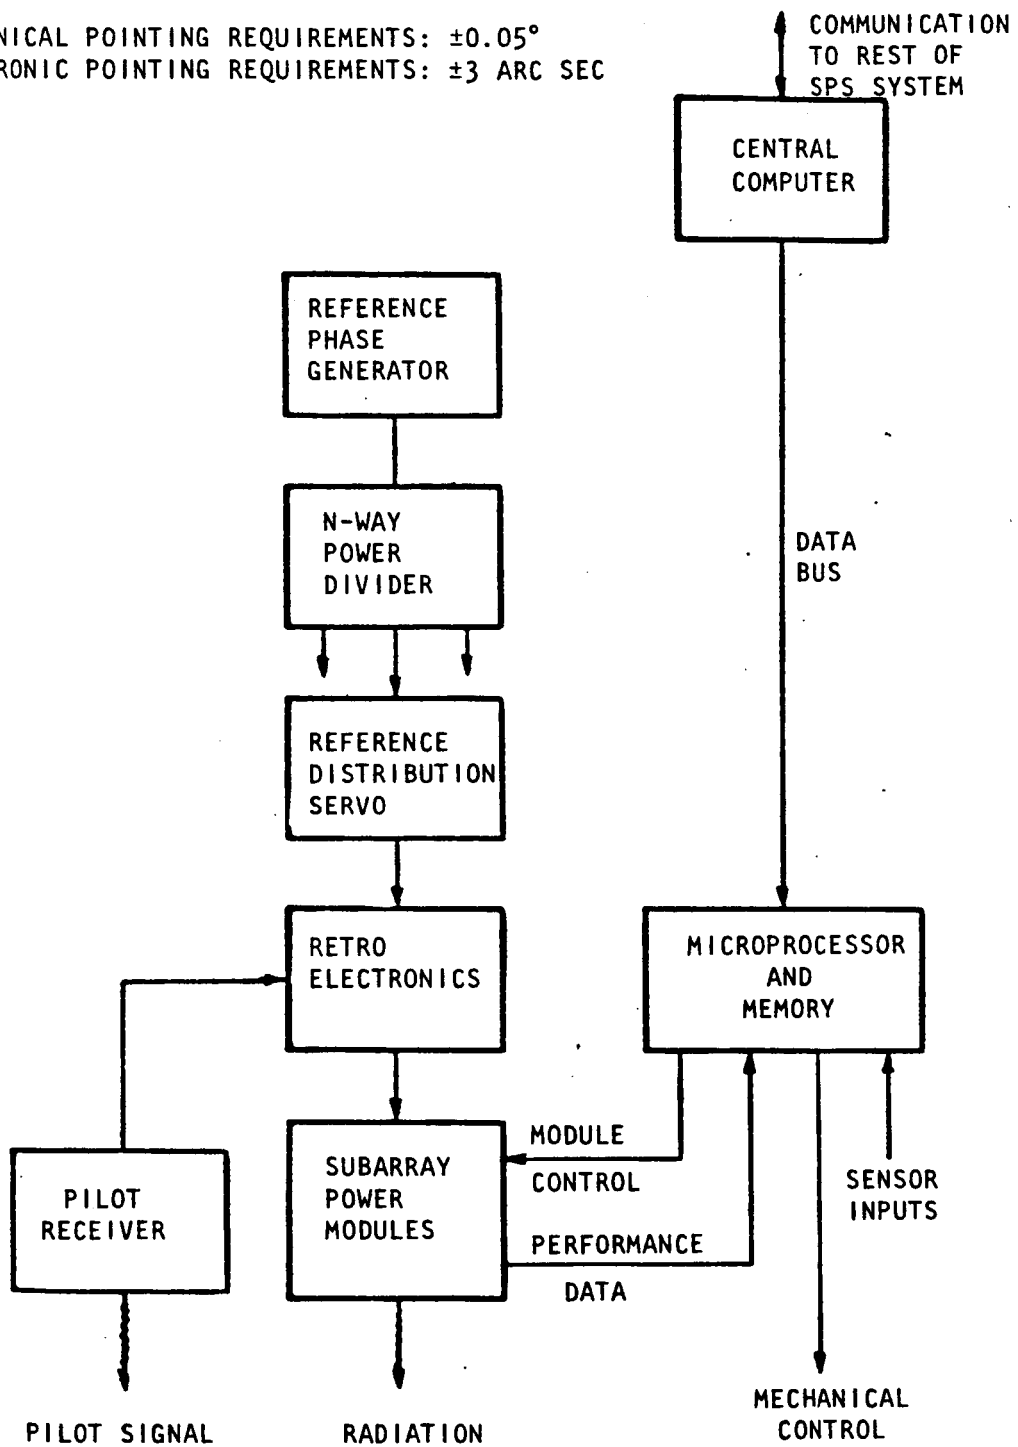 NICAL POINTING REQUIREMENTS: ±0.05°
RONIC POINTING REQUIREMENTS: ±3 ARC SEC
COMMUNICATION
TO REST OF
SPS SYSTEM
CENTRAL
COMPUTER
REFERENCE
PHASE
GENERATOR
N-WAY
POWER
DIVIDER
DATA
BUS
REFERENCE
DISTRIBUTION
SERVO
RETRO
ELECTRONICS
MICROPROCESSOR
AND
MEMORY
MODULE
CONTROL
SUBARRAY
POWER
MODULES
PILOT
RECEIVER
SENSOR
INPUTS
PERFORMANCE
DATA
MECHANICAL
CONTROL
PILOT SIGNAL
RADIATION